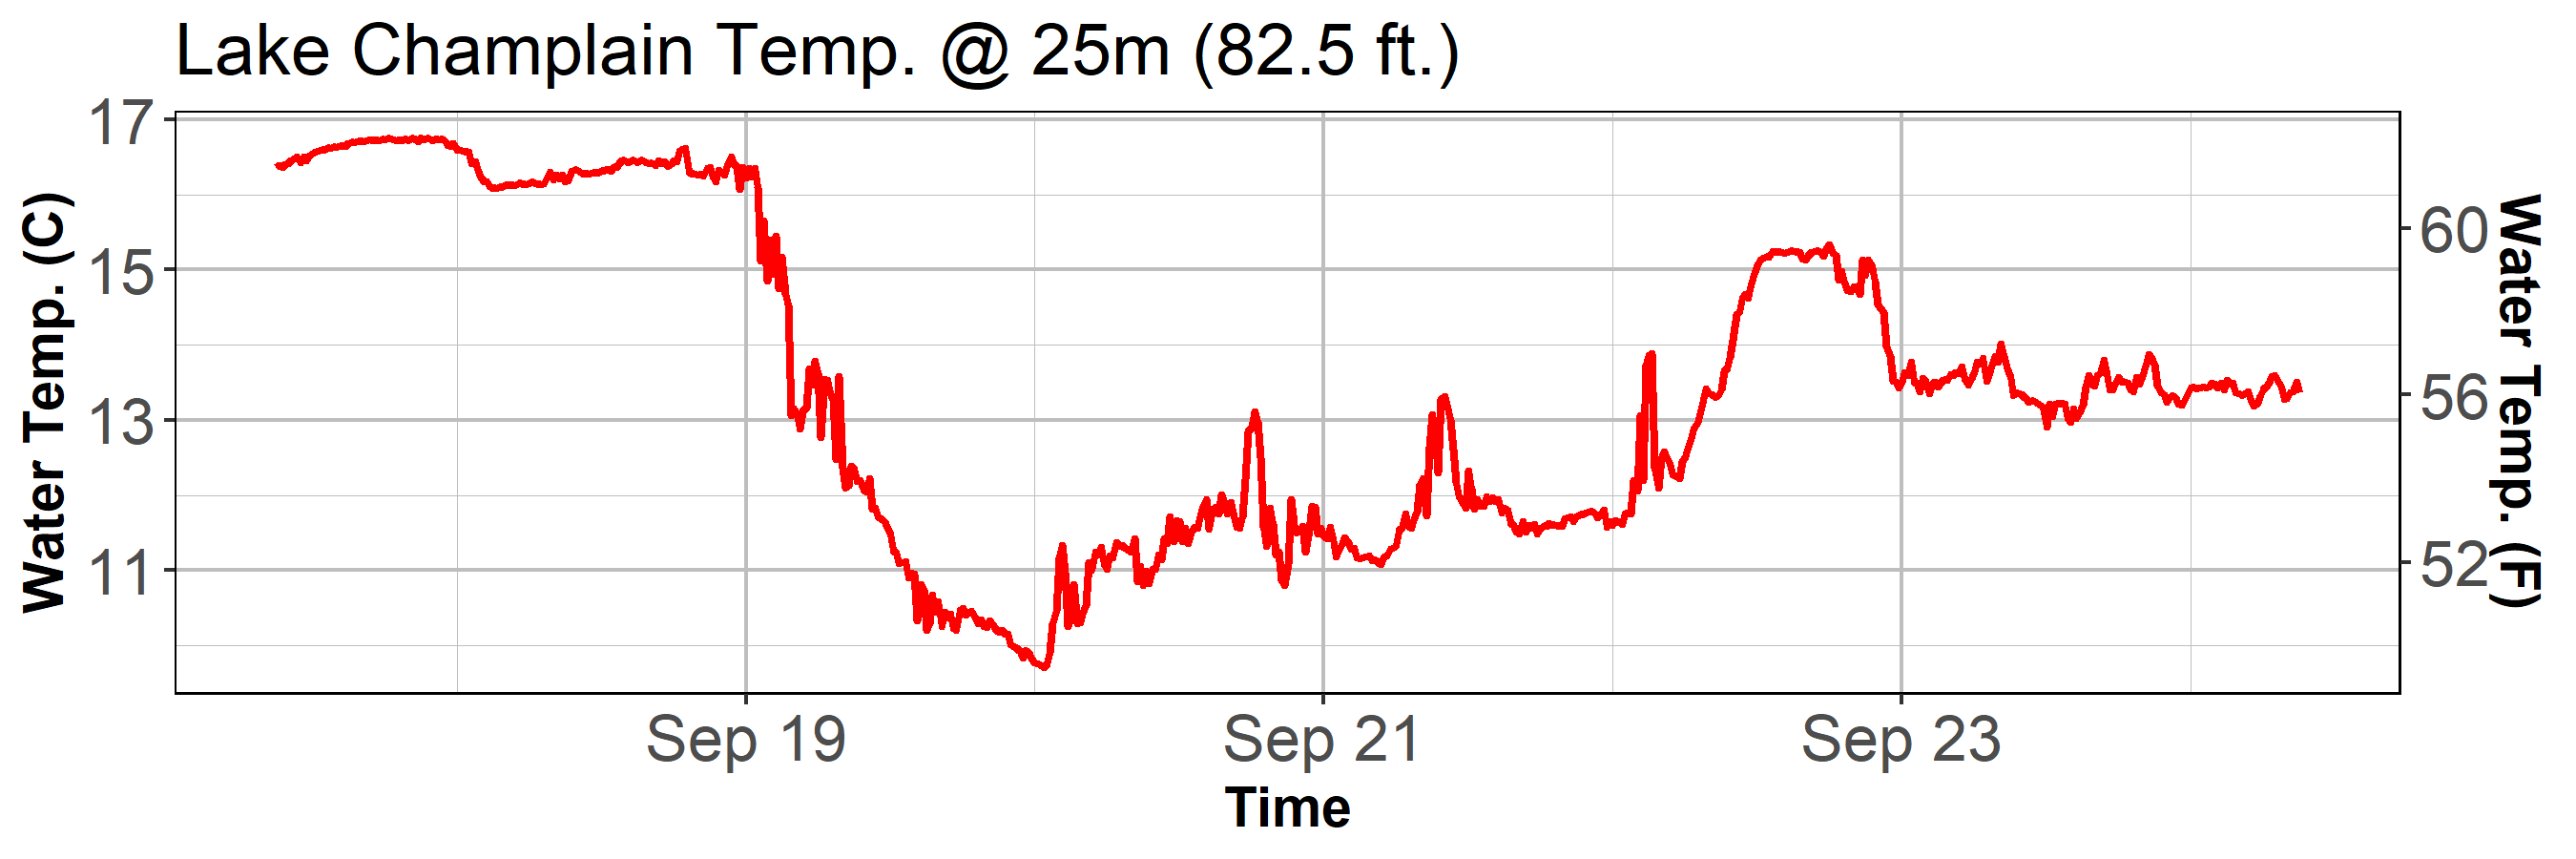 Lake Champlain Temp. @ 25m (82.5 ft.)
Water Temp. (C)
17
15
13
11
60
56
52
Water Temp. (F)
Sep 19
Sep 21
Sep 23
Time